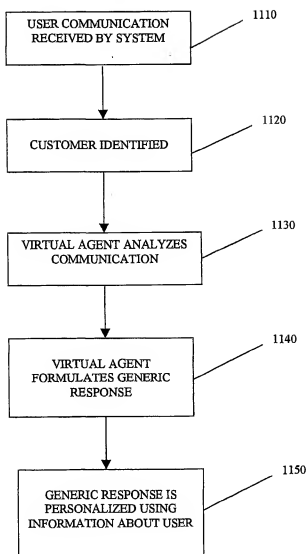 USER COMMUNICATION
RECEIVED BY SYSTEM
1110
CUSTOMER IDENTIFIED
1120
VIRTUAL AGENT ANALYZES
COMMUNICATION
1130
VIRTUAL AGENT
FORMULATES GENERIC
RESPONSE
1140
GENERIC RESPONSE IS
PERSONALIZED USING
INFORMATION ABOUT USER
1150